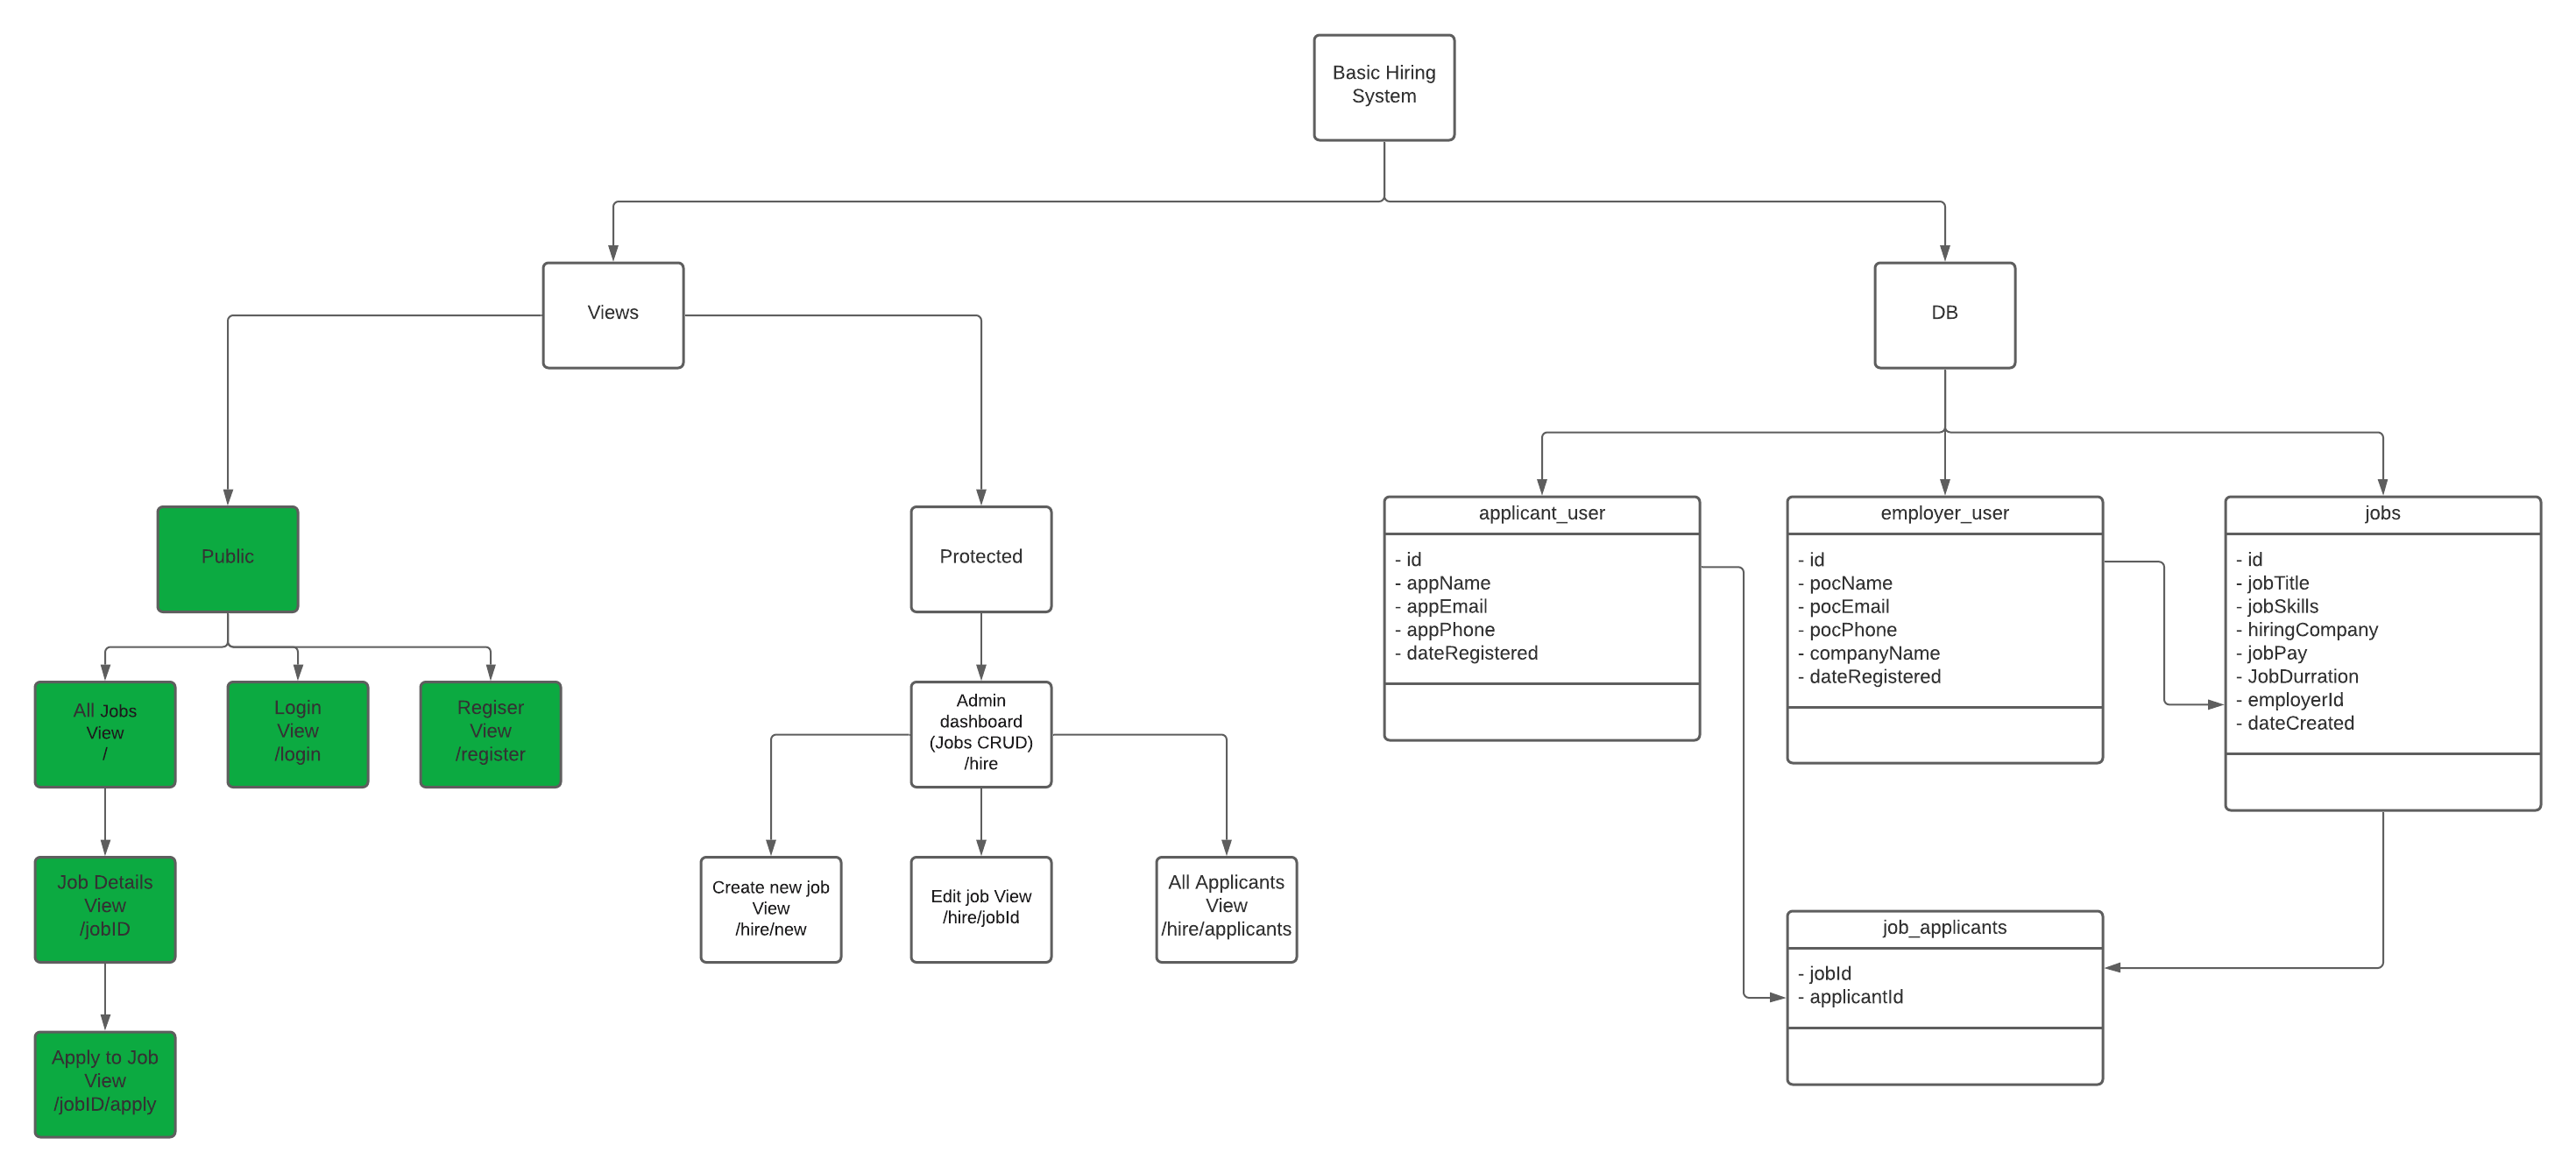 Basic Hiring
System
Views
DB
Public
Protected
applicant_user
- id
- appName
- appEmail
- appPhone
- dateRegistered
employer_user
- id
- pocName
- pocEmail
- pocPhone
- companyName
- dateRegistered
jobs
- id
- jobTitle
- jobSkills
- hiringCompany
- jobPay
- JobDurration
- employerId
- dateCreated
All Jobs
View
/
Login
View
/login
Regiser
View
/register
Admin
dashboard
(Jobs CRUD)
/hire
Job Details
View
/jobID
Create new job
View
/hire/new
Edit job View
/hire/jobId
All Applicants
View
/hire/applicants
job_applicants
- jobId
- applicantId
Apply to Job
View
/jobID/apply